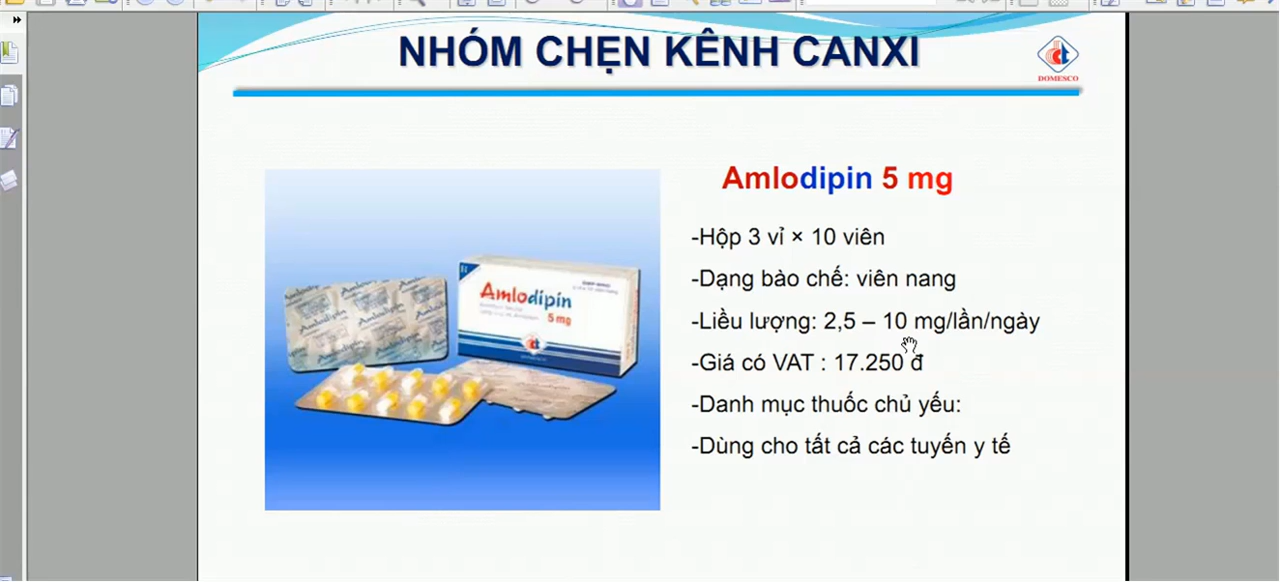 NHÓM CHẸN KÊNH CANXI
DOMESCO
Amlodipin 5 mg
-Hộp 3 vỉ × 10 viên
-Dạng bào chế: viên nang
-Liều lượng: 2,5 – 10 mg/lần/ngày
-Giá có VAT : 17.250 đ
-Danh mục thuốc chủ yếu:
-Dùng cho tất cả các tuyến y tế
Amlodipin
5 mg
Amlodipin
Amlodipin